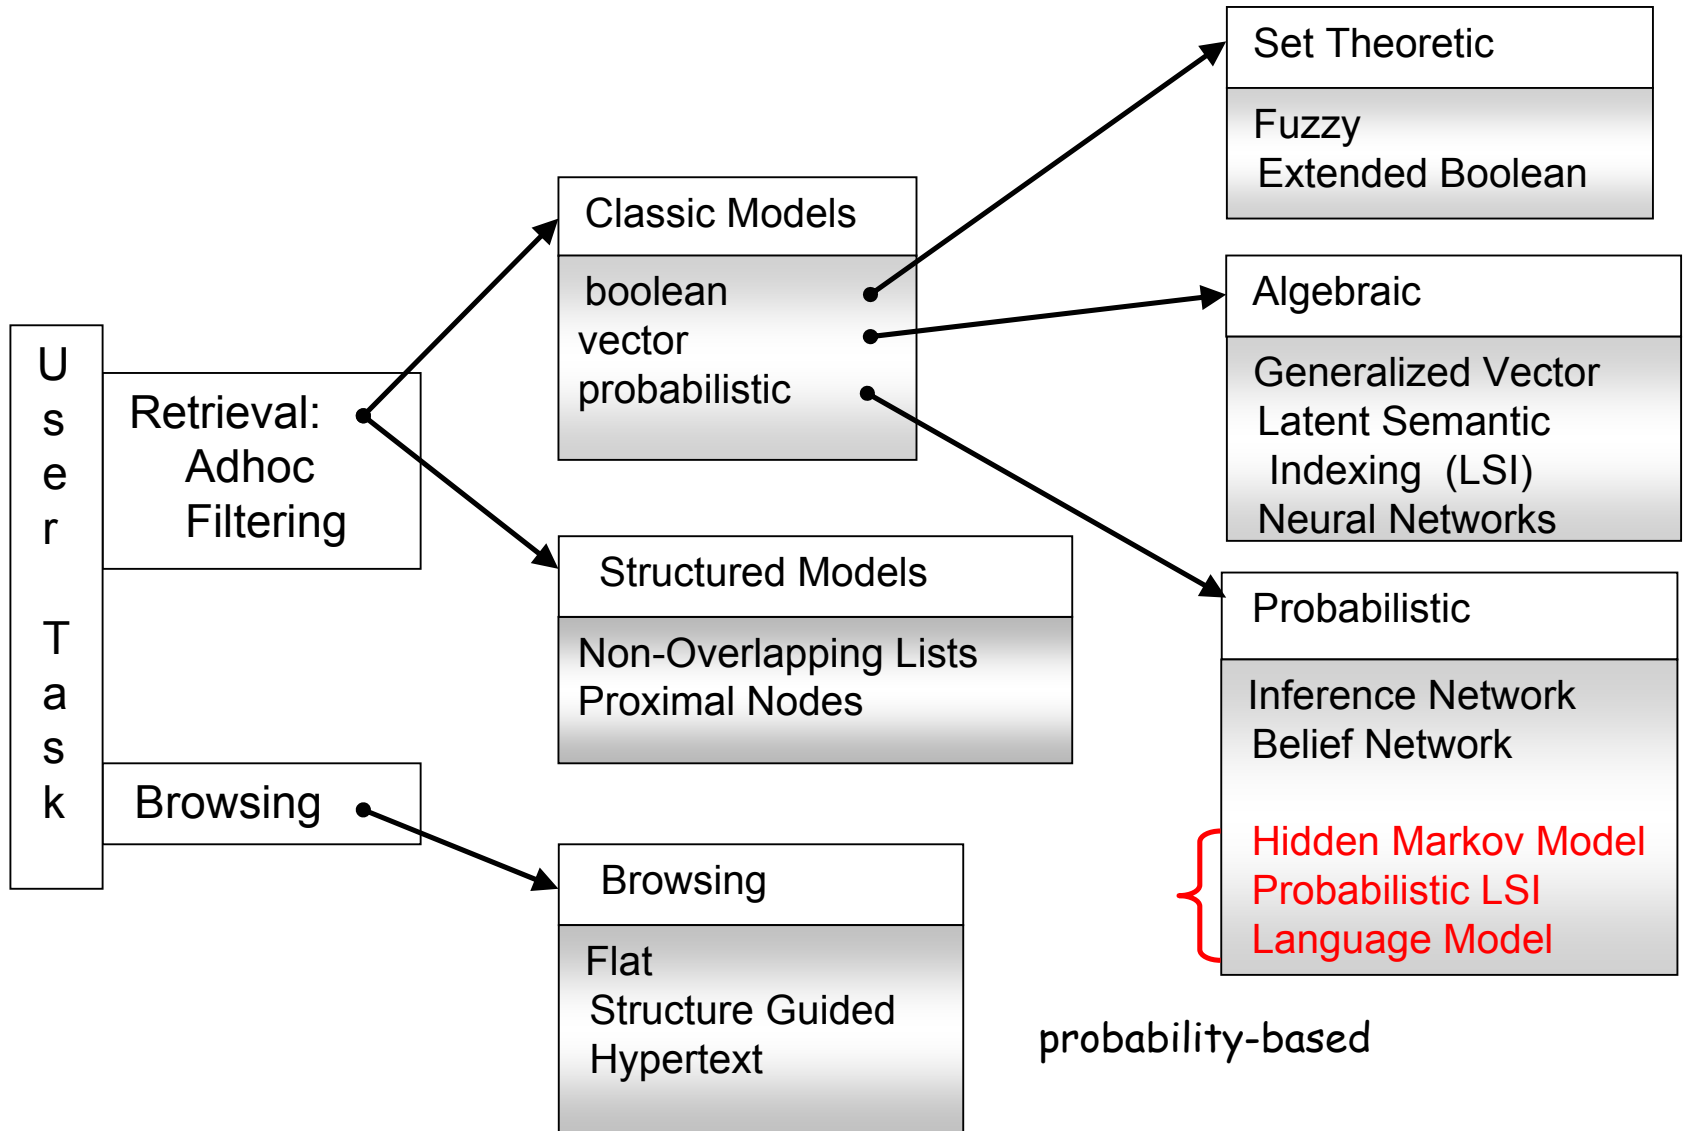 User Task
Retrieval:
Adhoc
Filtering
Browsing
Classic Models
boolean
vector
probabilistic
Structured Models
Non-Overlapping Lists
Proximal Nodes
Browsing
Flat
Structure Guided
Hypertext
Set Theoretic
Fuzzy
Extended Boolean
Algebraic
Generalized Vector
Latent Semantic
Indexing (LSI)
Neural Networks
Probabilistic
Inference Network
Belief Network
Hidden Markov Model
Probabilistic LSI
Language Model
probability-based